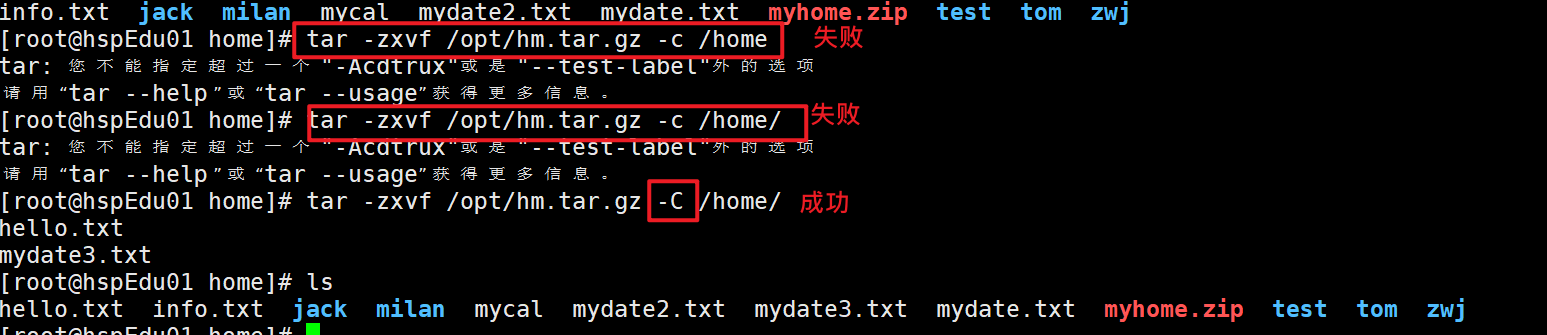 info.txt  jack  milan  mycal  mydate2.txt  mydate.txt  myhome.zip  test  tom  zwj
[root@hspEdu01 home]# tar -zxvf /opt/hm.tar.gz -c /home 失败
tar: 您不能指定超过一个 "-Acdtrux"或是 "--test-label"外的选项
请用“tar --help”或“tar --usage”获得更多信息。
[root@hspEdu01 home]# tar -zxvf /opt/hm.tar.gz -c /home/ 失败
tar: 您不能指定超过一个 "-Acdtrux"或是 "--test-label"外的选项
请用“tar --help”或“tar --usage”获得更多信息。
[root@hspEdu01 home]# tar -zxvf /opt/hm.tar.gz -C /home/ 成功
hello.txt
mydate3.txt
[root@hspEdu01 home]# ls
hello.txt  info.txt  jack  milan  mycal  mydate2.txt  mydate3.txt  mydate.txt  myhome.zip  test  tom  zwj
[root@hspEdu01 home]#